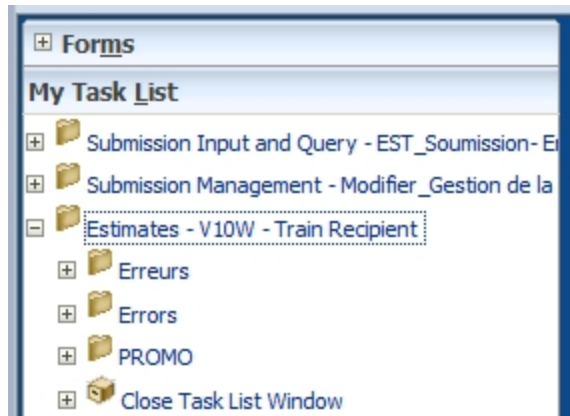 Forms
My Task List
Submission Input and Query - EST_Soumission- E
Submission Management - Modifier_Gestion de la
Estimates - V10W - Train Recipient
Erreurs
Errors
PROMO
Close Task List Window